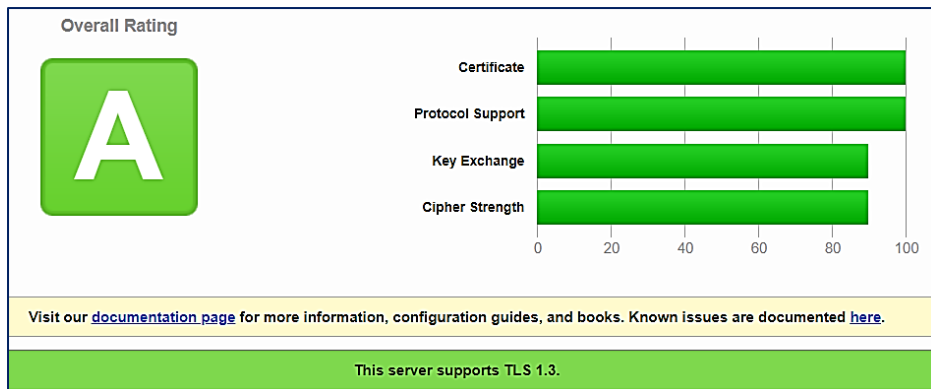 Overall Rating
A
Certificate
Protocol Support
Key Exchange
Cipher Strength
0 20 40 60 80 100
Visit our documentation page for more information, configuration guides, and books. Known issues are documented here.
This server supports TLS 1.3.